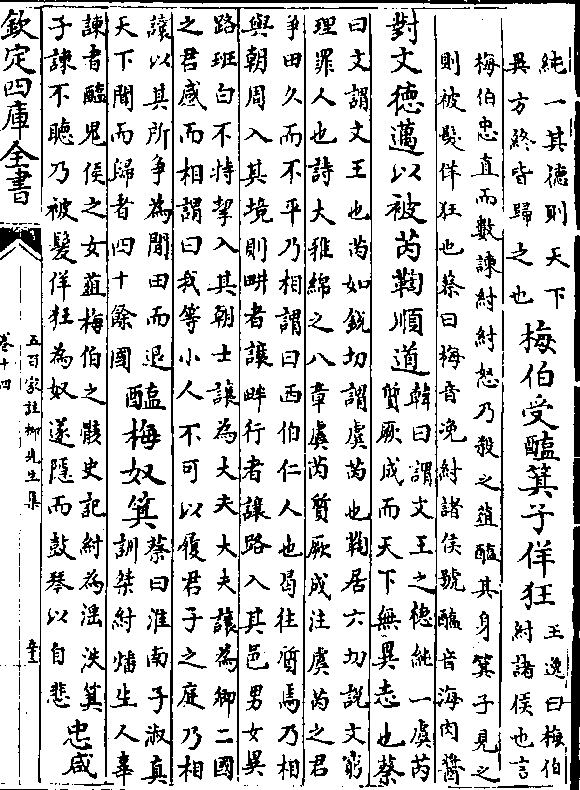 純一其德則天下
異方終皆歸之也
梅伯受醢箕子佯狂
王逸曰梅伯
紂諸侯也言
梅伯忠直而數諫紂紂怒乃殺之葅醢其身箕子見之
則被髮佯狂也蔡曰梅音浼紂諸侯號醢音海肉醬
對文德邁以被芮鞫順道
韓曰謂文王之德純一虞芮
質厥成而天下無異志也蔡
曰文謂文王也芮如銳切謂虞芮也鞫居六切說文窮
理罪人也詩大雅綿之八章虞芮質厥成注虞芮之君
爭田久而不平乃相謂曰西伯仁人也曷往質焉乃相
與朝周入其境則畊者讓畔行者讓路入其邑男女異
路班白不持挈入其朝士讓為大夫大夫讓為卿二國
之君感而相謂曰我等小人不可以履君子之庭乃相
讓以其所爭為閒田而退
天下聞而歸者四十餘國
醢梅奴箕
蔡曰淮南子淑真
訓桀紂燔生人辜
諫者醢鬼侯之女葅梅伯之骸史記紂為淫泆箕
子諫不聽乃被髮佯狂為奴遂隱而鼓琴以自悲
忠咸
欽定四庫全書
五百家註柳先生集
卷十四